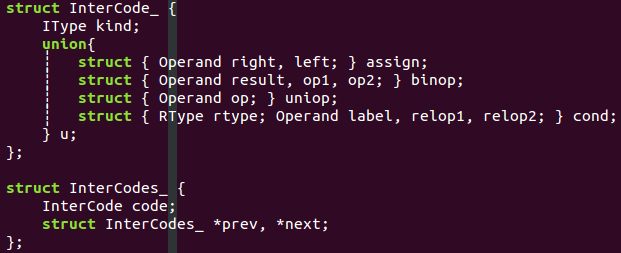 struct InterCode_ {
    IType kind;
    union{
        struct { Operand right, left; } assign;
        struct { Operand result, op1, op2; } binop;
        struct { Operand op; } uniop;
        struct { RType rtype; Operand label, relop1, relop2; } cond;
    } u;
};

struct InterCodes_ {
    InterCode code;
    struct InterCodes_ *prev, *next;
};